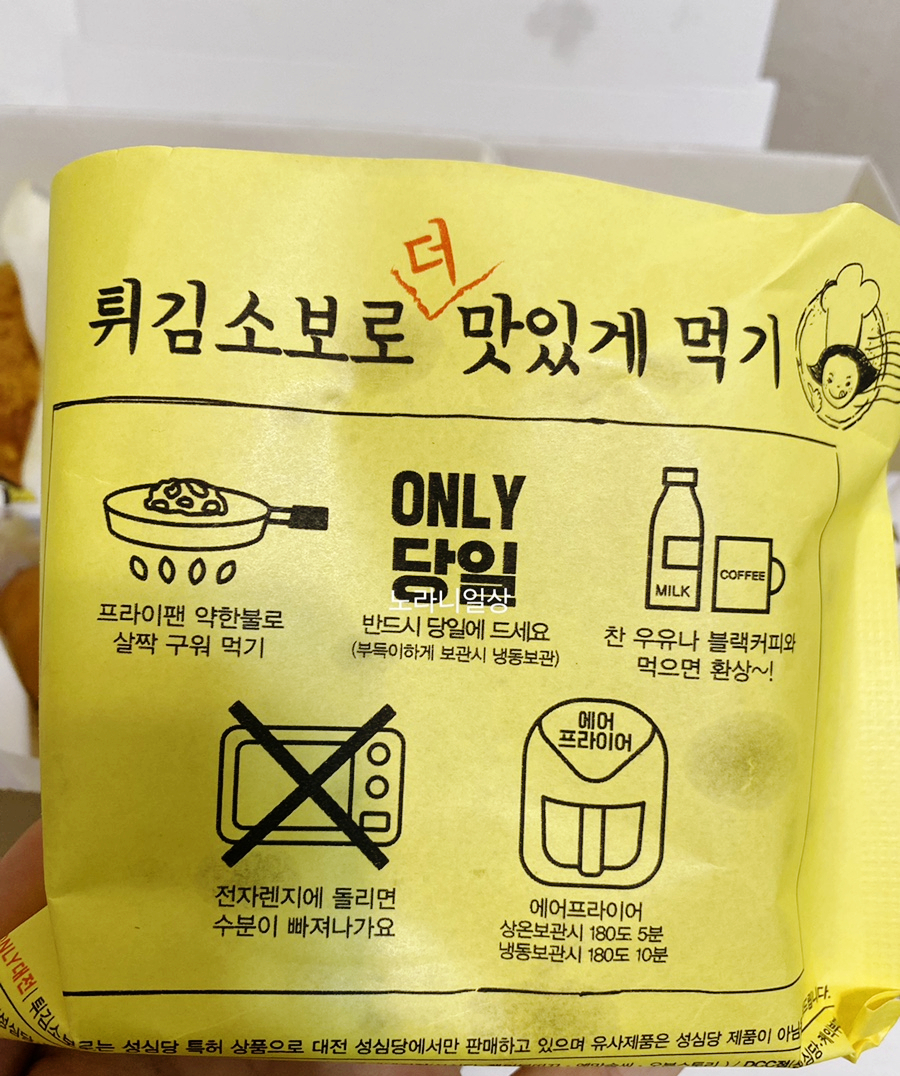 더
튀김소보로 맛있게 먹기
ONLY
당일
노라니일상
프라이팬 약한불로
살짝 구워 먹기
반드시 당일에 드세요
(부득이하게 보관시 냉동보관)
MILK
COFFEE
찬 우유나 블랙커피와
먹으면 환상~!
에어
프라이어
전자렌지에 돌리면
수분이 빠져나가요
에어프라이어
상온보관시 180도 5분
냉동보관시 180도 10분
ONLY대전
튀김소보로는 성심당 특허 상품으로 대전 성심당에서만 판매하고 있으며 유사제품은 성심당 제품이 아님
성심당